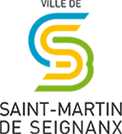 VILLE DE
SAINT-MARTIN
DE SEIGNANX